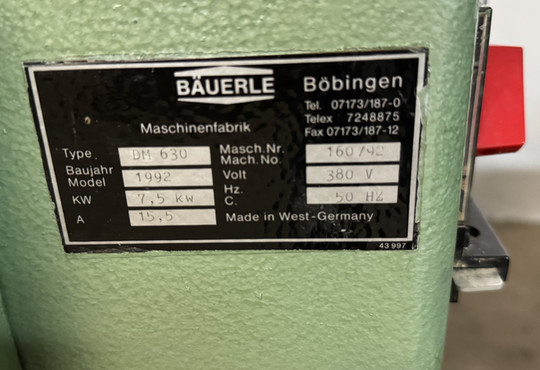 BÄUERLE
Böbingen
Tel. 07173/187-0
Telex 7248875
Fax 07173/187-12
Maschinenfabrik
Type DM 630
Masch.Nr. Mach.No. 160/92
Baujahr Model 1992
Volt 380 V
KW 7,5 kW
Hz. C. 50 HZ
A 15,5
Made in West-Germany
43 997